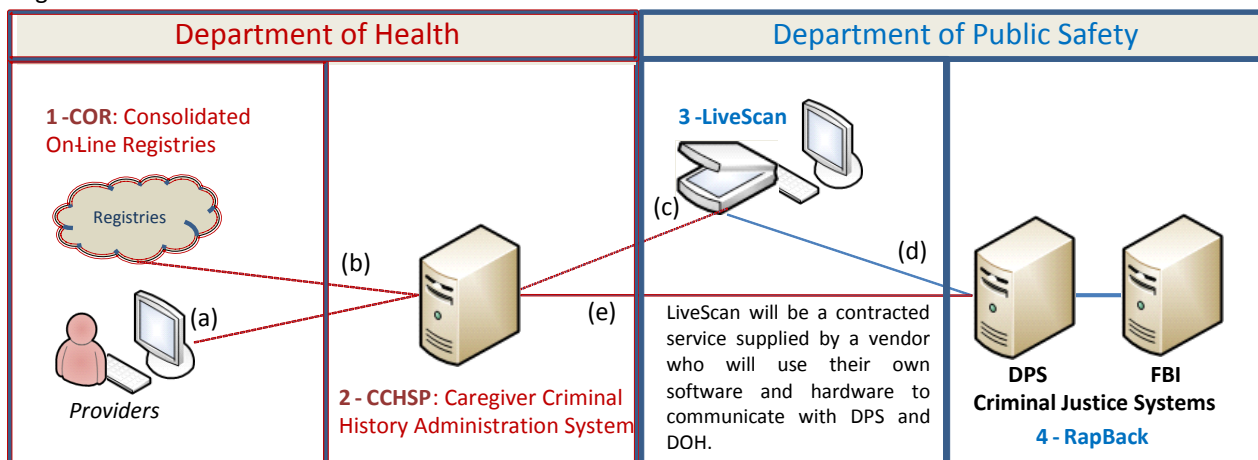 Department of Health
Department of Public Safety
1 -COR: Consolidated
On-Line Registries
Registries
(a)
Providers
(b)
2 - CCHSP: Caregiver Criminal
History Administration System
(e)
3 -LiveScan
(c)
(d)
LiveScan will be a contracted
service supplied by a vendor
who will use their own
software and hardware to
communicate with DPS and
DOH.
DPS
FBI
Criminal Justice Systems
4 - RapBack